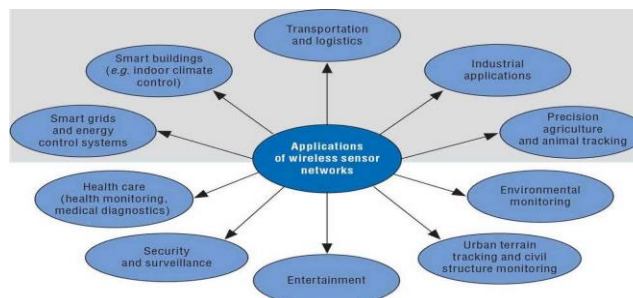 Transportation
and logistics
Smart buildings
(e.g. indoor climate
control)
Industrial
applications
Smart grids
and energy
control systems
Applications
of wireless sensor
networks
Precision
agriculture
and animal tracking
Health care
(health monitoring,
medical diagnostics)
Environmental
monitoring
Security
and surveillance
Entertainment
Urban terrain
tracking and civil
structure monitoring